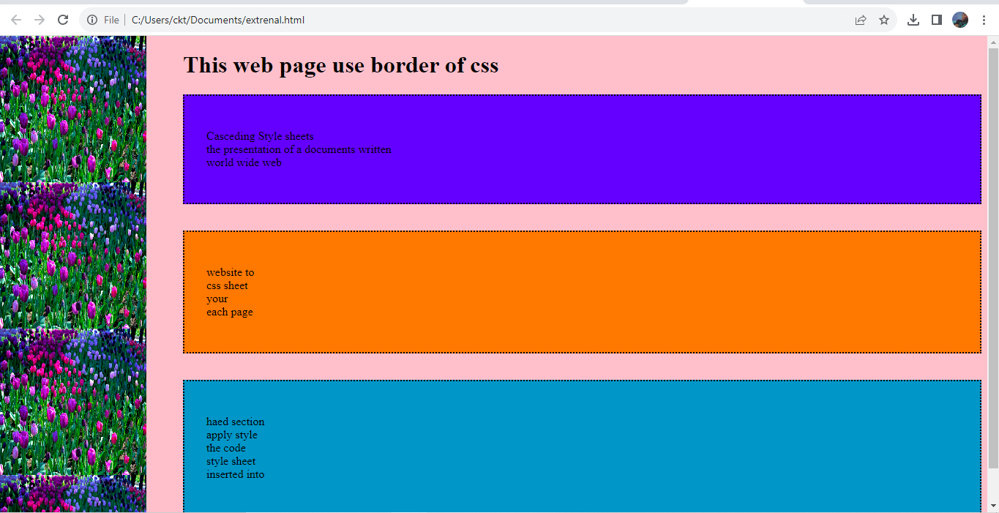 File
C:/Users/ckt/Documents/extrenal.html
This web page use border of css
Casceding Style sheets
the presentation of a documents written
world wide web
website to
css sheet
your
each page
haed section
apply style
the code
style sheet
inserted into